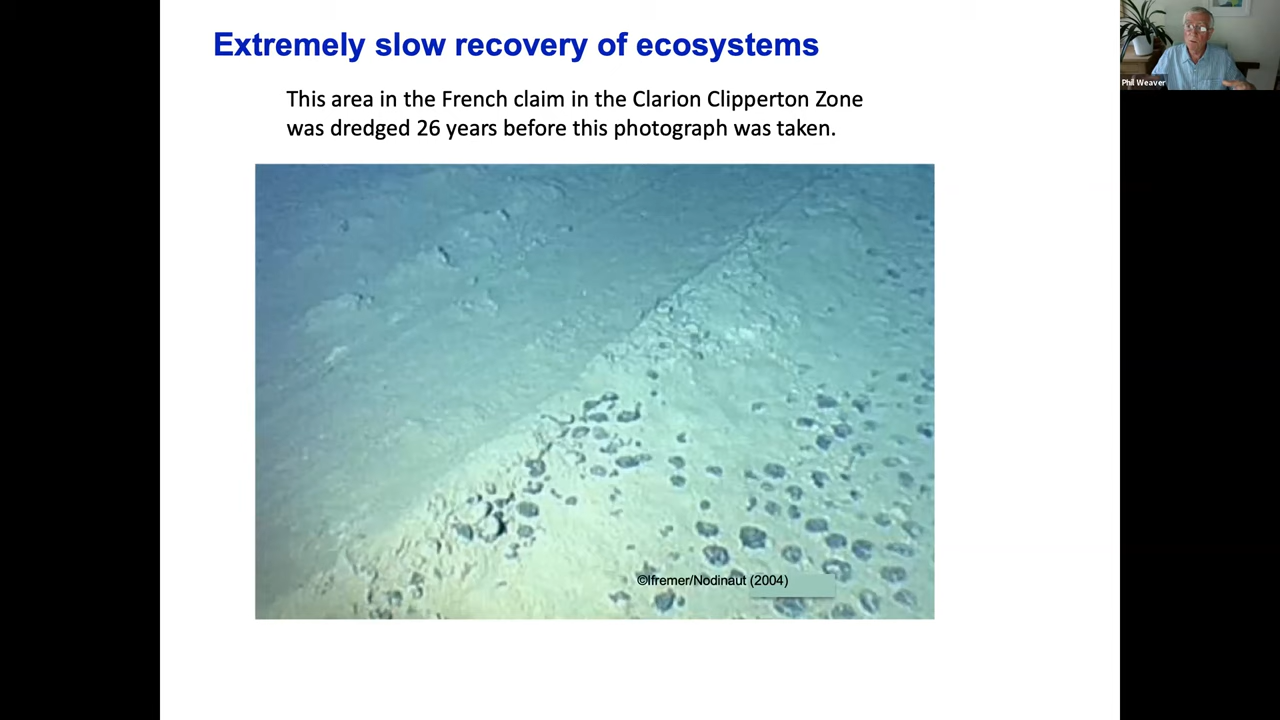 Extremely slow recovery of ecosystems
This area in the French claim in the Clarion Clipperton Zone
was dredged 26 years before this photograph was taken.
©Ifremer/Nodinaut (2004)
Phil Weaver